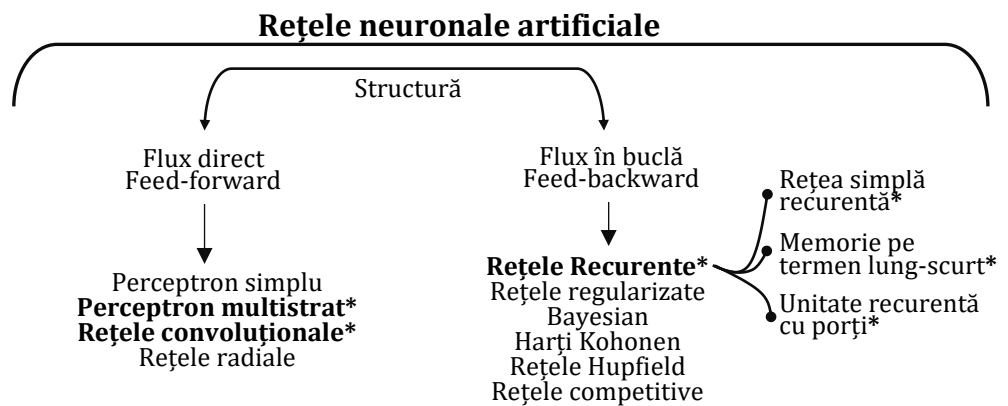 Rețele neuronale artificiale
Structură
Flux direct
Feed-forward
Perceptron simplu
Perceptron multistrat*
Rețele convoluționale*
Rețele radiale
Flux în buclă
Feed-backward
Rețele Recurente*
Rețele regularizate
Bayesian
Harți Kohonen
Rețele Hupfield
Rețele competitive
Rețea simplă
recurentă*
Memorie pe
termen lung-scurt*
Unitate recurentă
cu porți*